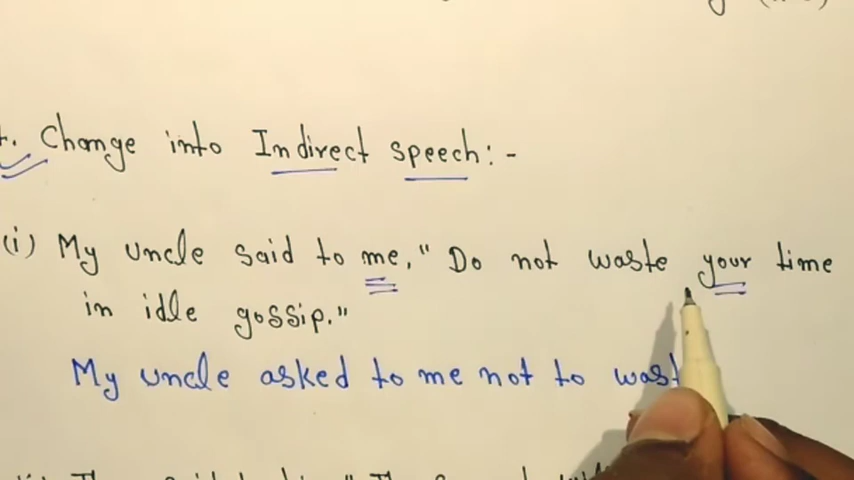 Change into Indirect speech:-
(i) My uncle said to me, "Do not waste your time
in idle gossip."
My uncle asked to me not to wast